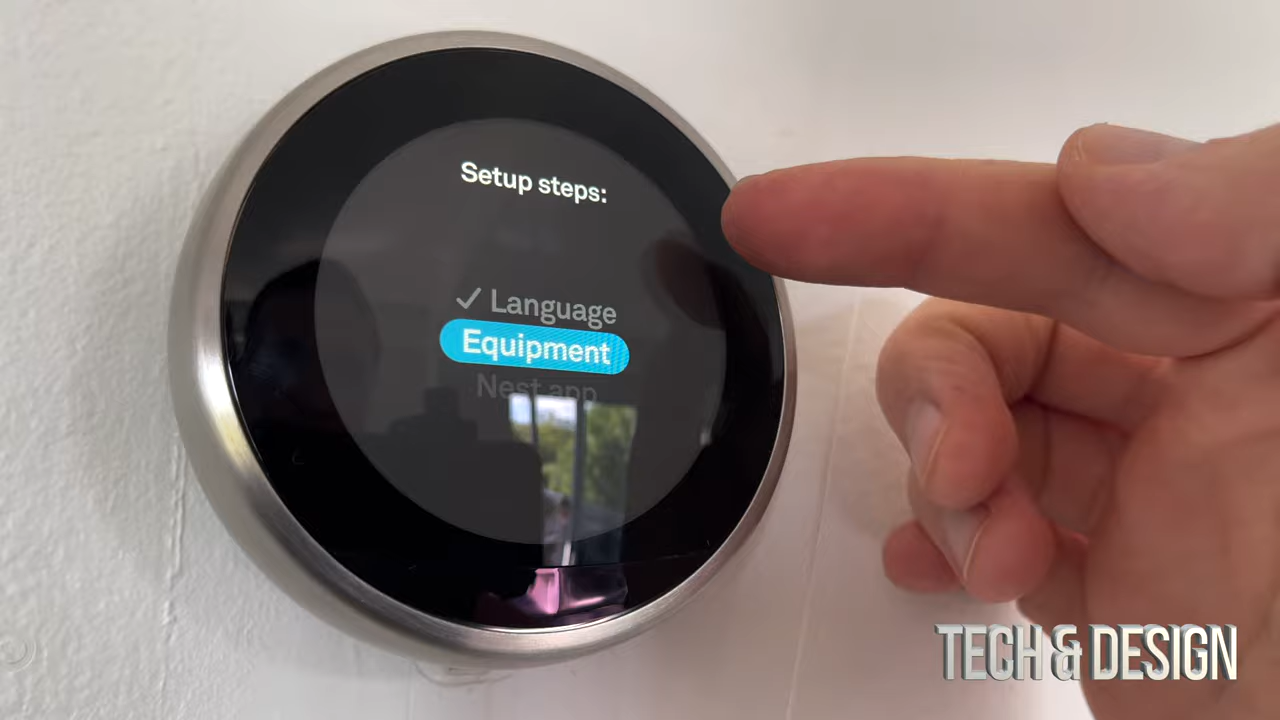 Setup steps:
✓ Language
Equipment
Nest app
TECH & DESIGN